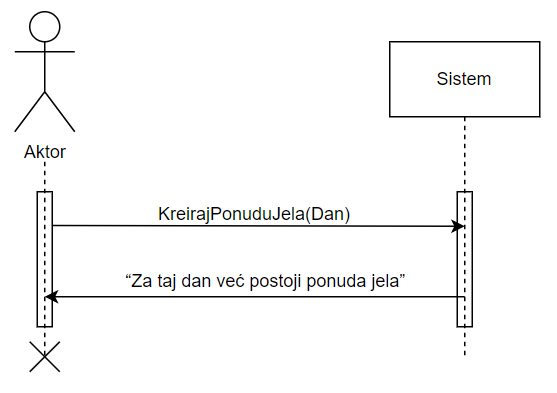 Sistem
Aktor
KreirajPonuduJela(Dan)
“Za taj dan već postoji ponuda jela”